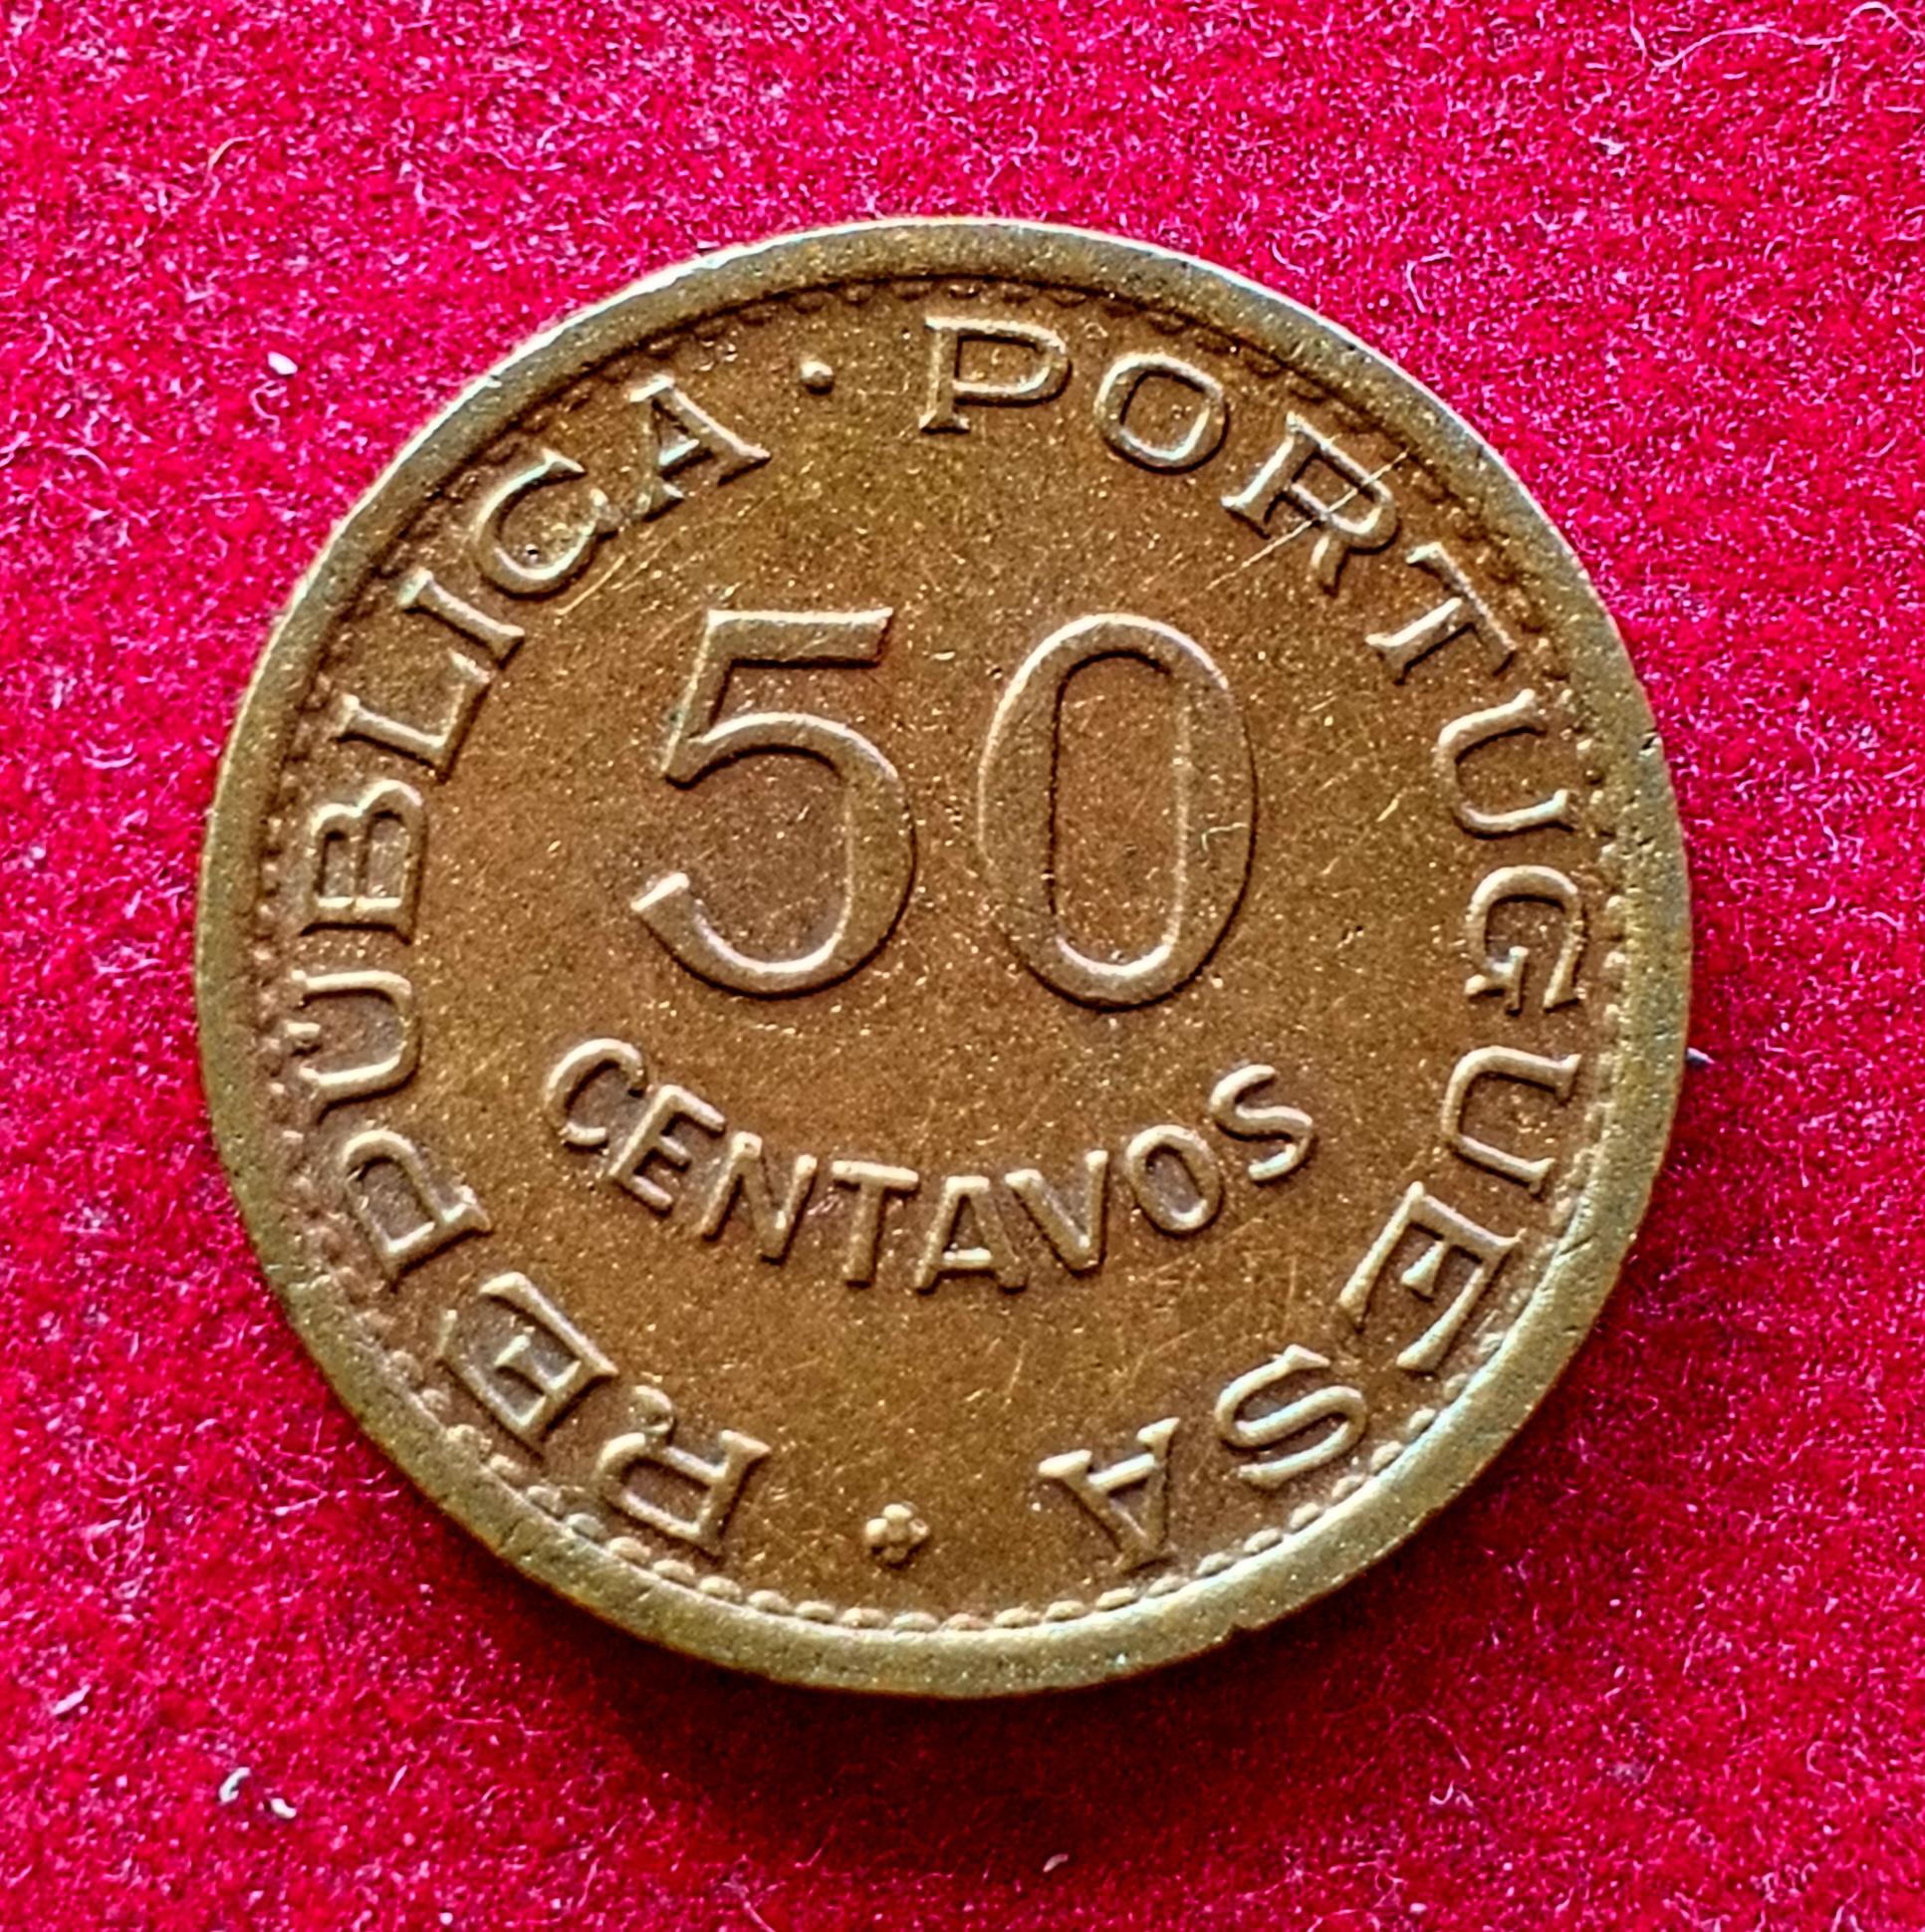 REPÚBLICA · PORTUGUESA
50
CENTAVOS